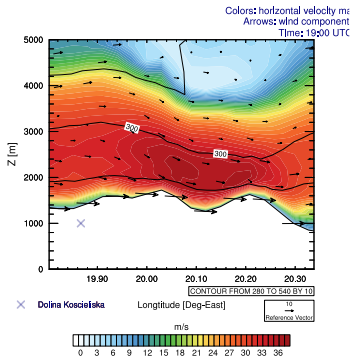 Colors: horizontal velocity ma
Arrows: wind component
Time: 19:00 UTC
5000
4000
3000
2000
1000
0
Z [m]
300
300
19.90
20.00
20.10
20.20
20.30
CONTOUR FROM 280 TO 540 BY 10
Dolina Koscieliska
Longtitude [Deg-East]
10
Reference Vector
m/s
0 3 6 9 12 15 18 21 24 27 30 33 36